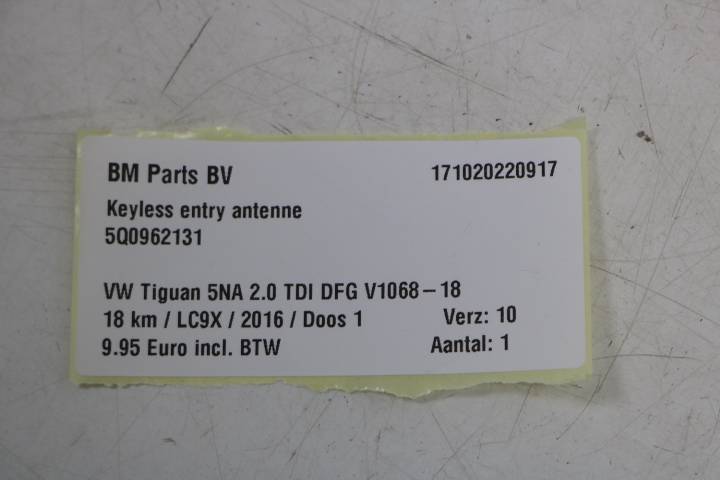 BM Parts BV 171020220917
Keyless entry antenne
5Q0962131
VW Tiguan 5NA 2.0 TDI DFG V1068-18
18 km / LC9X / 2016 / Doos 1 Verz: 10
9.95 Euro incl. BTW Aantal: 1